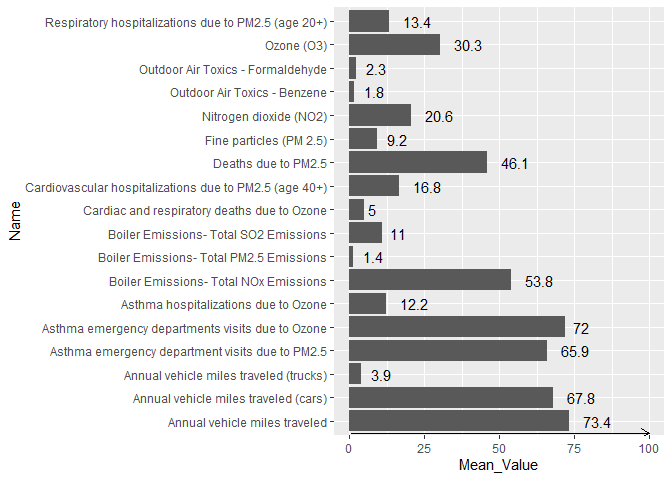 Respiratory hospitalizations due to PM2.5 (age 20+) 13.4
Ozone (O3) 30.3
Outdoor Air Toxics - Formaldehyde 2.3
Outdoor Air Toxics - Benzene 1.8
Nitrogen dioxide (NO2) 20.6
Fine particles (PM 2.5) 9.2
Deaths due to PM2.5 46.1
Cardiovascular hospitalizations due to PM2.5 (age 40+) 16.8
Cardiac and respiratory deaths due to Ozone 5
Boiler Emissions- Total SO2 Emissions 11
Boiler Emissions- Total PM2.5 Emissions 1.4
Boiler Emissions- Total NOx Emissions 53.8
Asthma hospitalizations due to Ozone 12.2
Asthma emergency departments visits due to Ozone 72
Asthma emergency department visits due to PM2.5 65.9
Annual vehicle miles traveled (trucks) 3.9
Annual vehicle miles traveled (cars) 67.8
Annual vehicle miles traveled 73.4
Name
0 25 50 75 100
Mean_Value